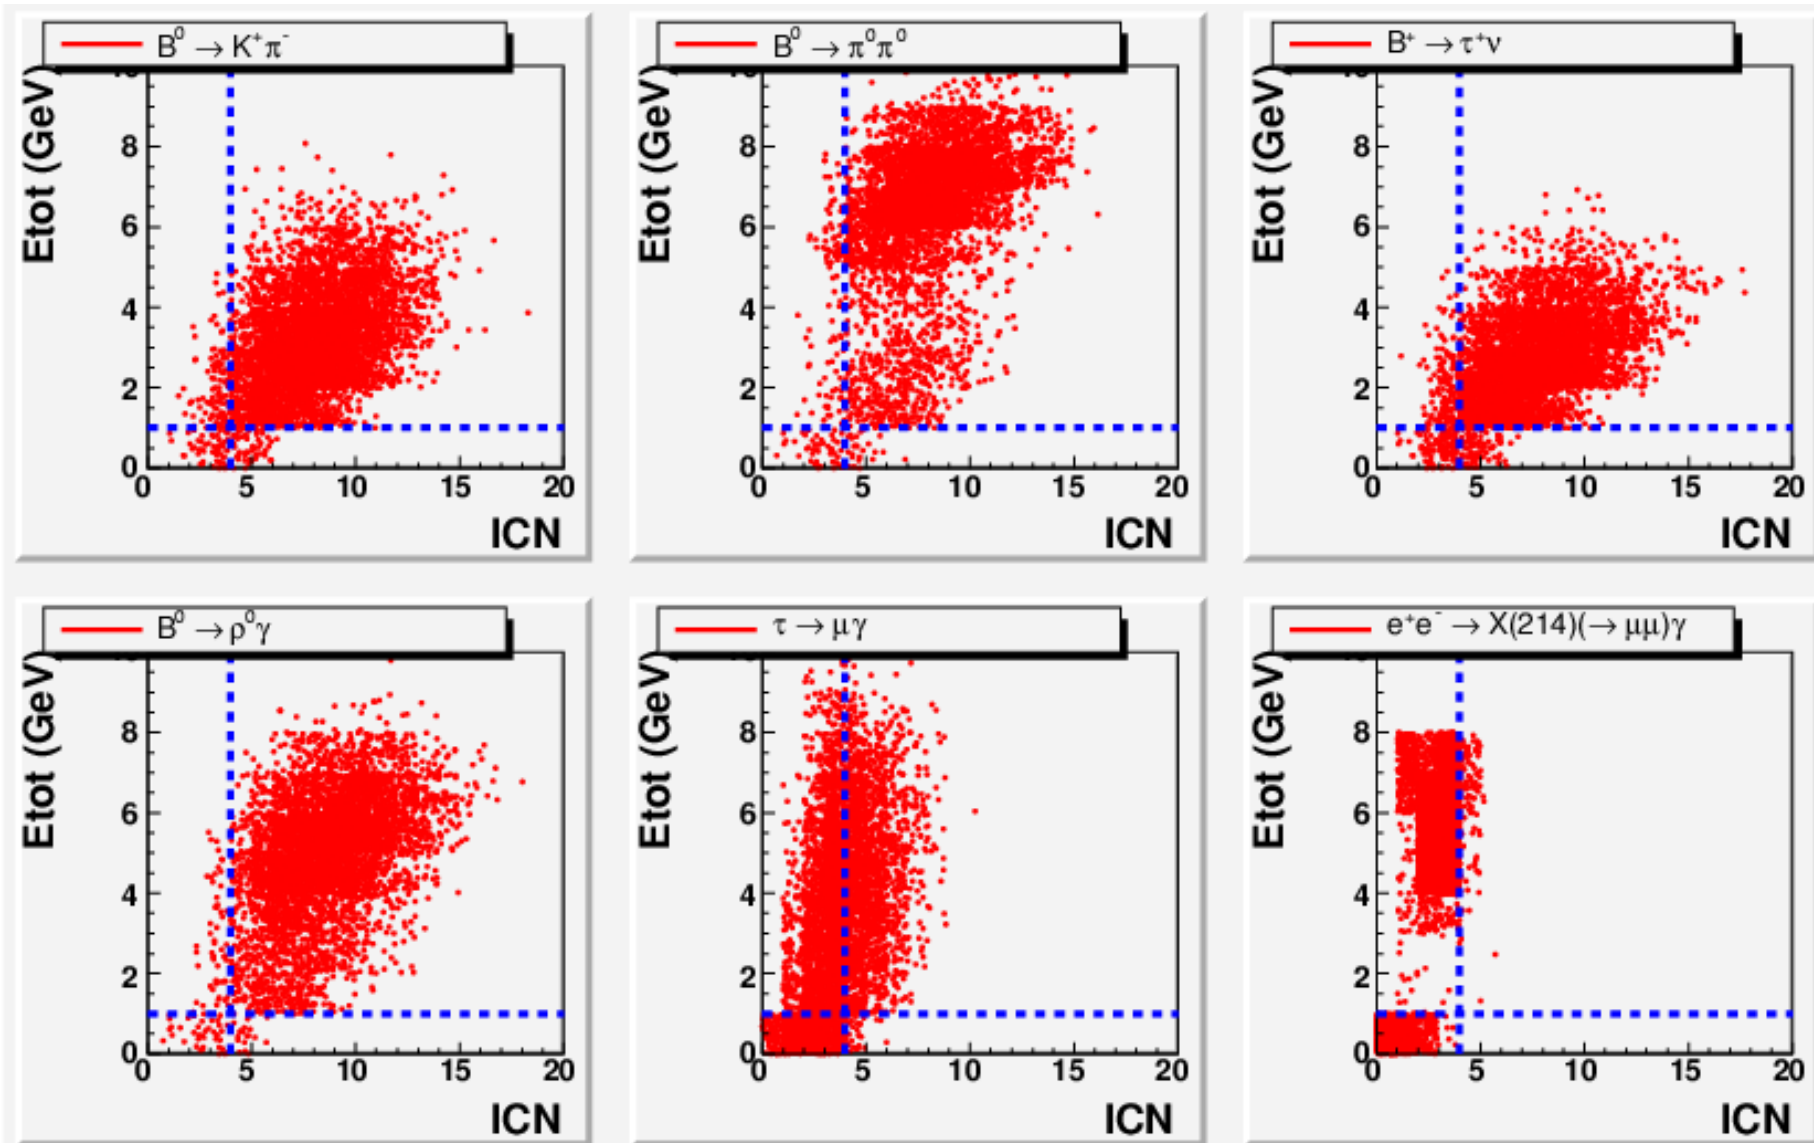 B⁰ → K⁺π⁻
Etot (GeV)
8
6
4
2
0
0 5 10 15 20
ICN
B⁰ → π⁰π⁰
Etot (GeV)
8
6
4
2
0
0 5 10 15 20
ICN
B⁺ → τ⁺ν
Etot (GeV)
8
6
4
2
0
0 5 10 15 20
ICN
B⁰ → ρ⁰γ
Etot (GeV)
8
6
4
2
0
0 5 10 15 20
ICN
τ → μγ
Etot (GeV)
8
6
4
2
0
0 5 10 15 20
ICN
e⁺e⁻ → X(214)(→ μμ)γ
Etot (GeV)
8
6
4
2
0
0 5 10 15 20
ICN